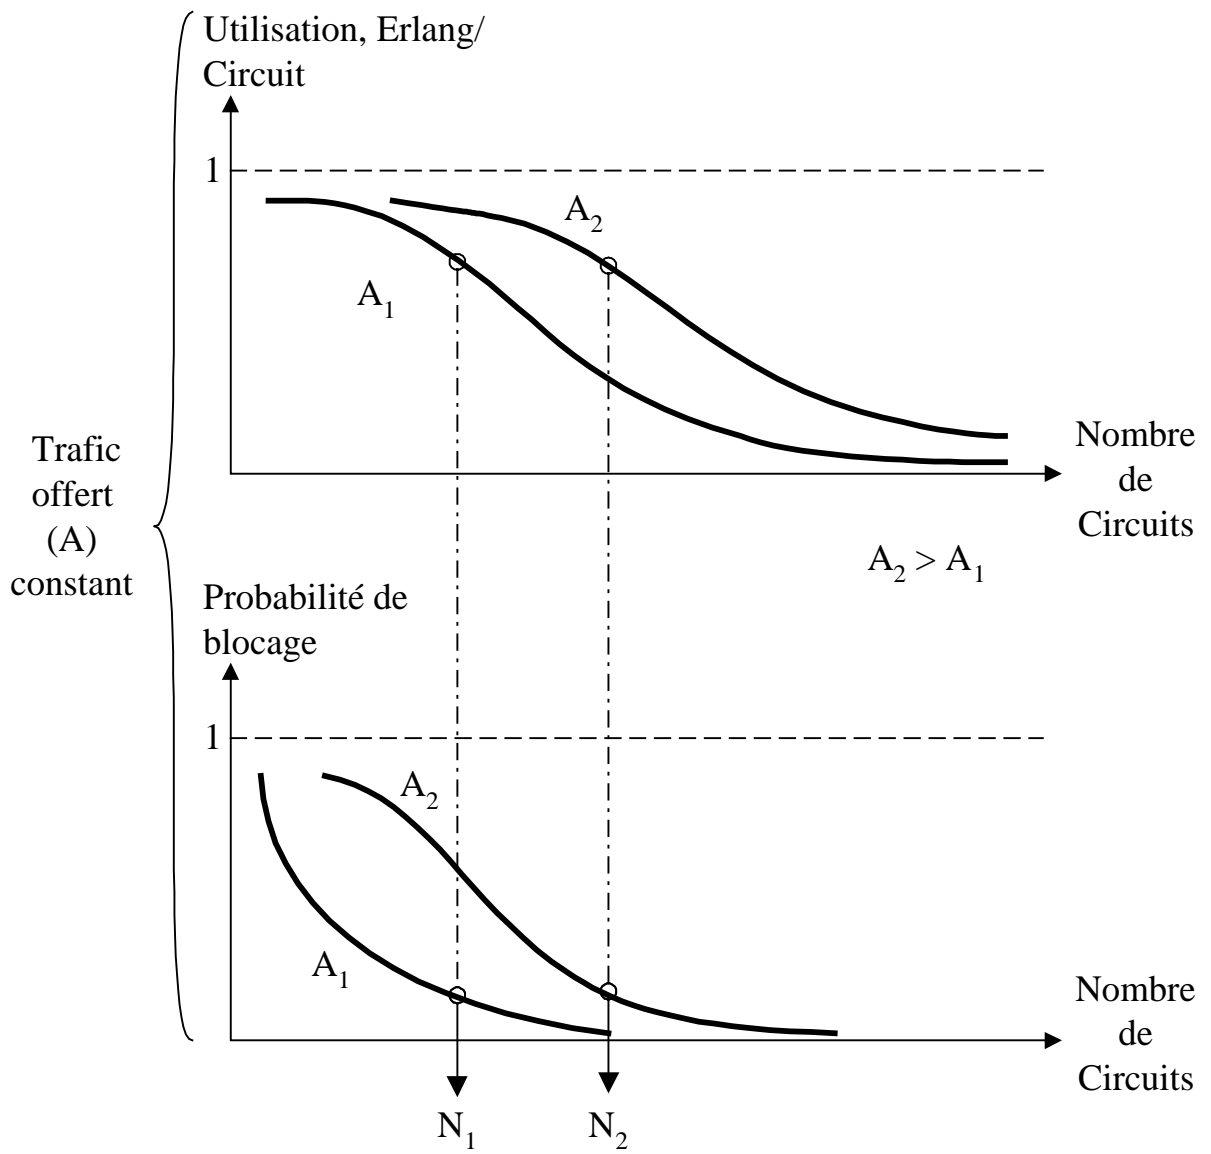 Utilisation, Erlang/
Circuit
1
A₂
A₁
Nombre
de
Circuits
Trafic
offert
(A)
constant
A₂ > A₁
Probabilité de
blocage
1
A₂
A₁
Nombre
de
Circuits
N₁
N₂